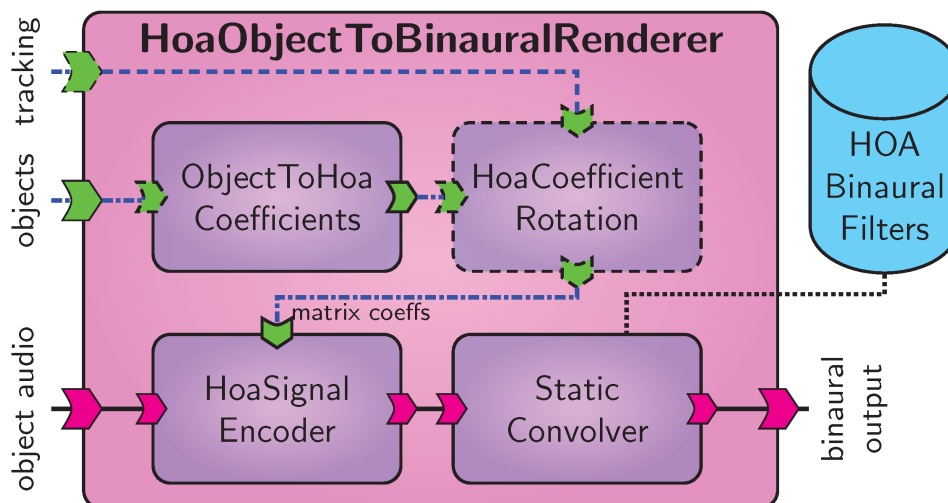 HoaObjectToBinauralRenderer
tracking
objects
object audio
ObjectToHoa
Coefficients
HoaCoefficient
Rotation
HOA
Binaural
Filters
matrix coeffs
HoaSignal
Encoder
Static
Convolver
binaural
output